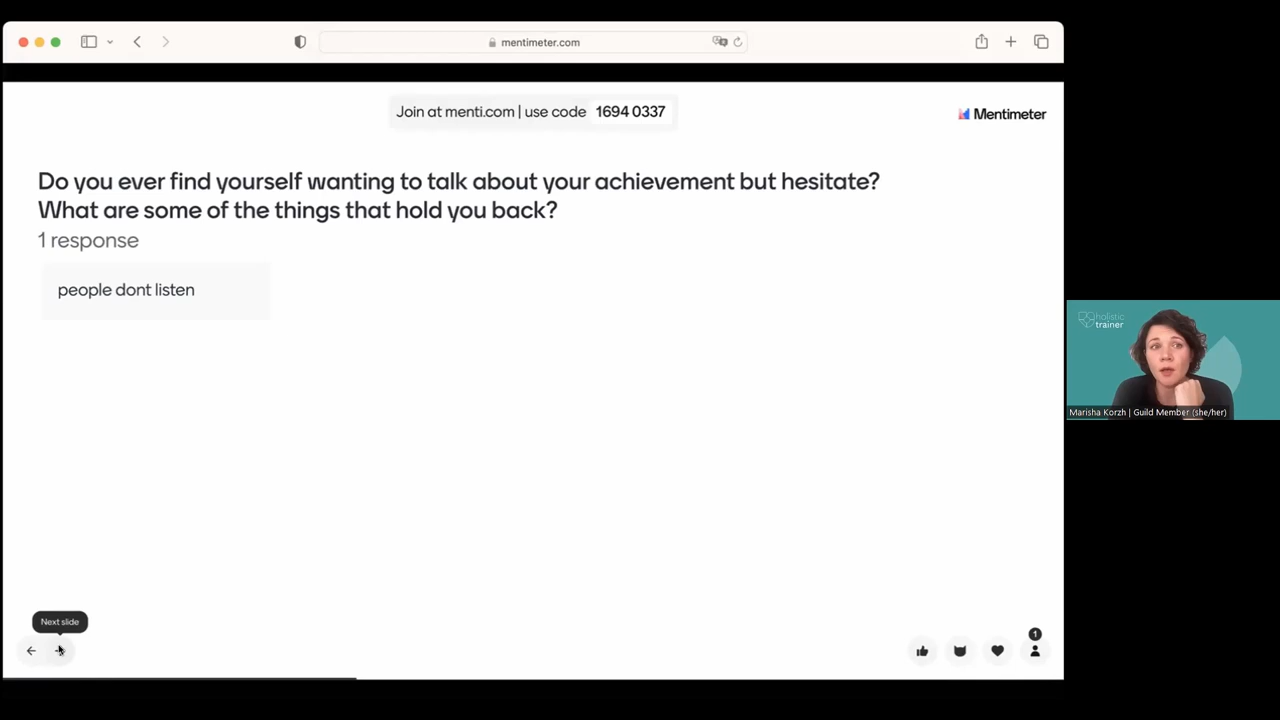 mentimeter.com
Join at menti.com | use code 1694 0337
Mentimeter
Do you ever find yourself wanting to talk about your achievement but hesitate?
What are some of the things that hold you back?
1 response
people dont listen
holistic
trainer
Marisha Korzh | Guild Member (she/her)
Next slide
1